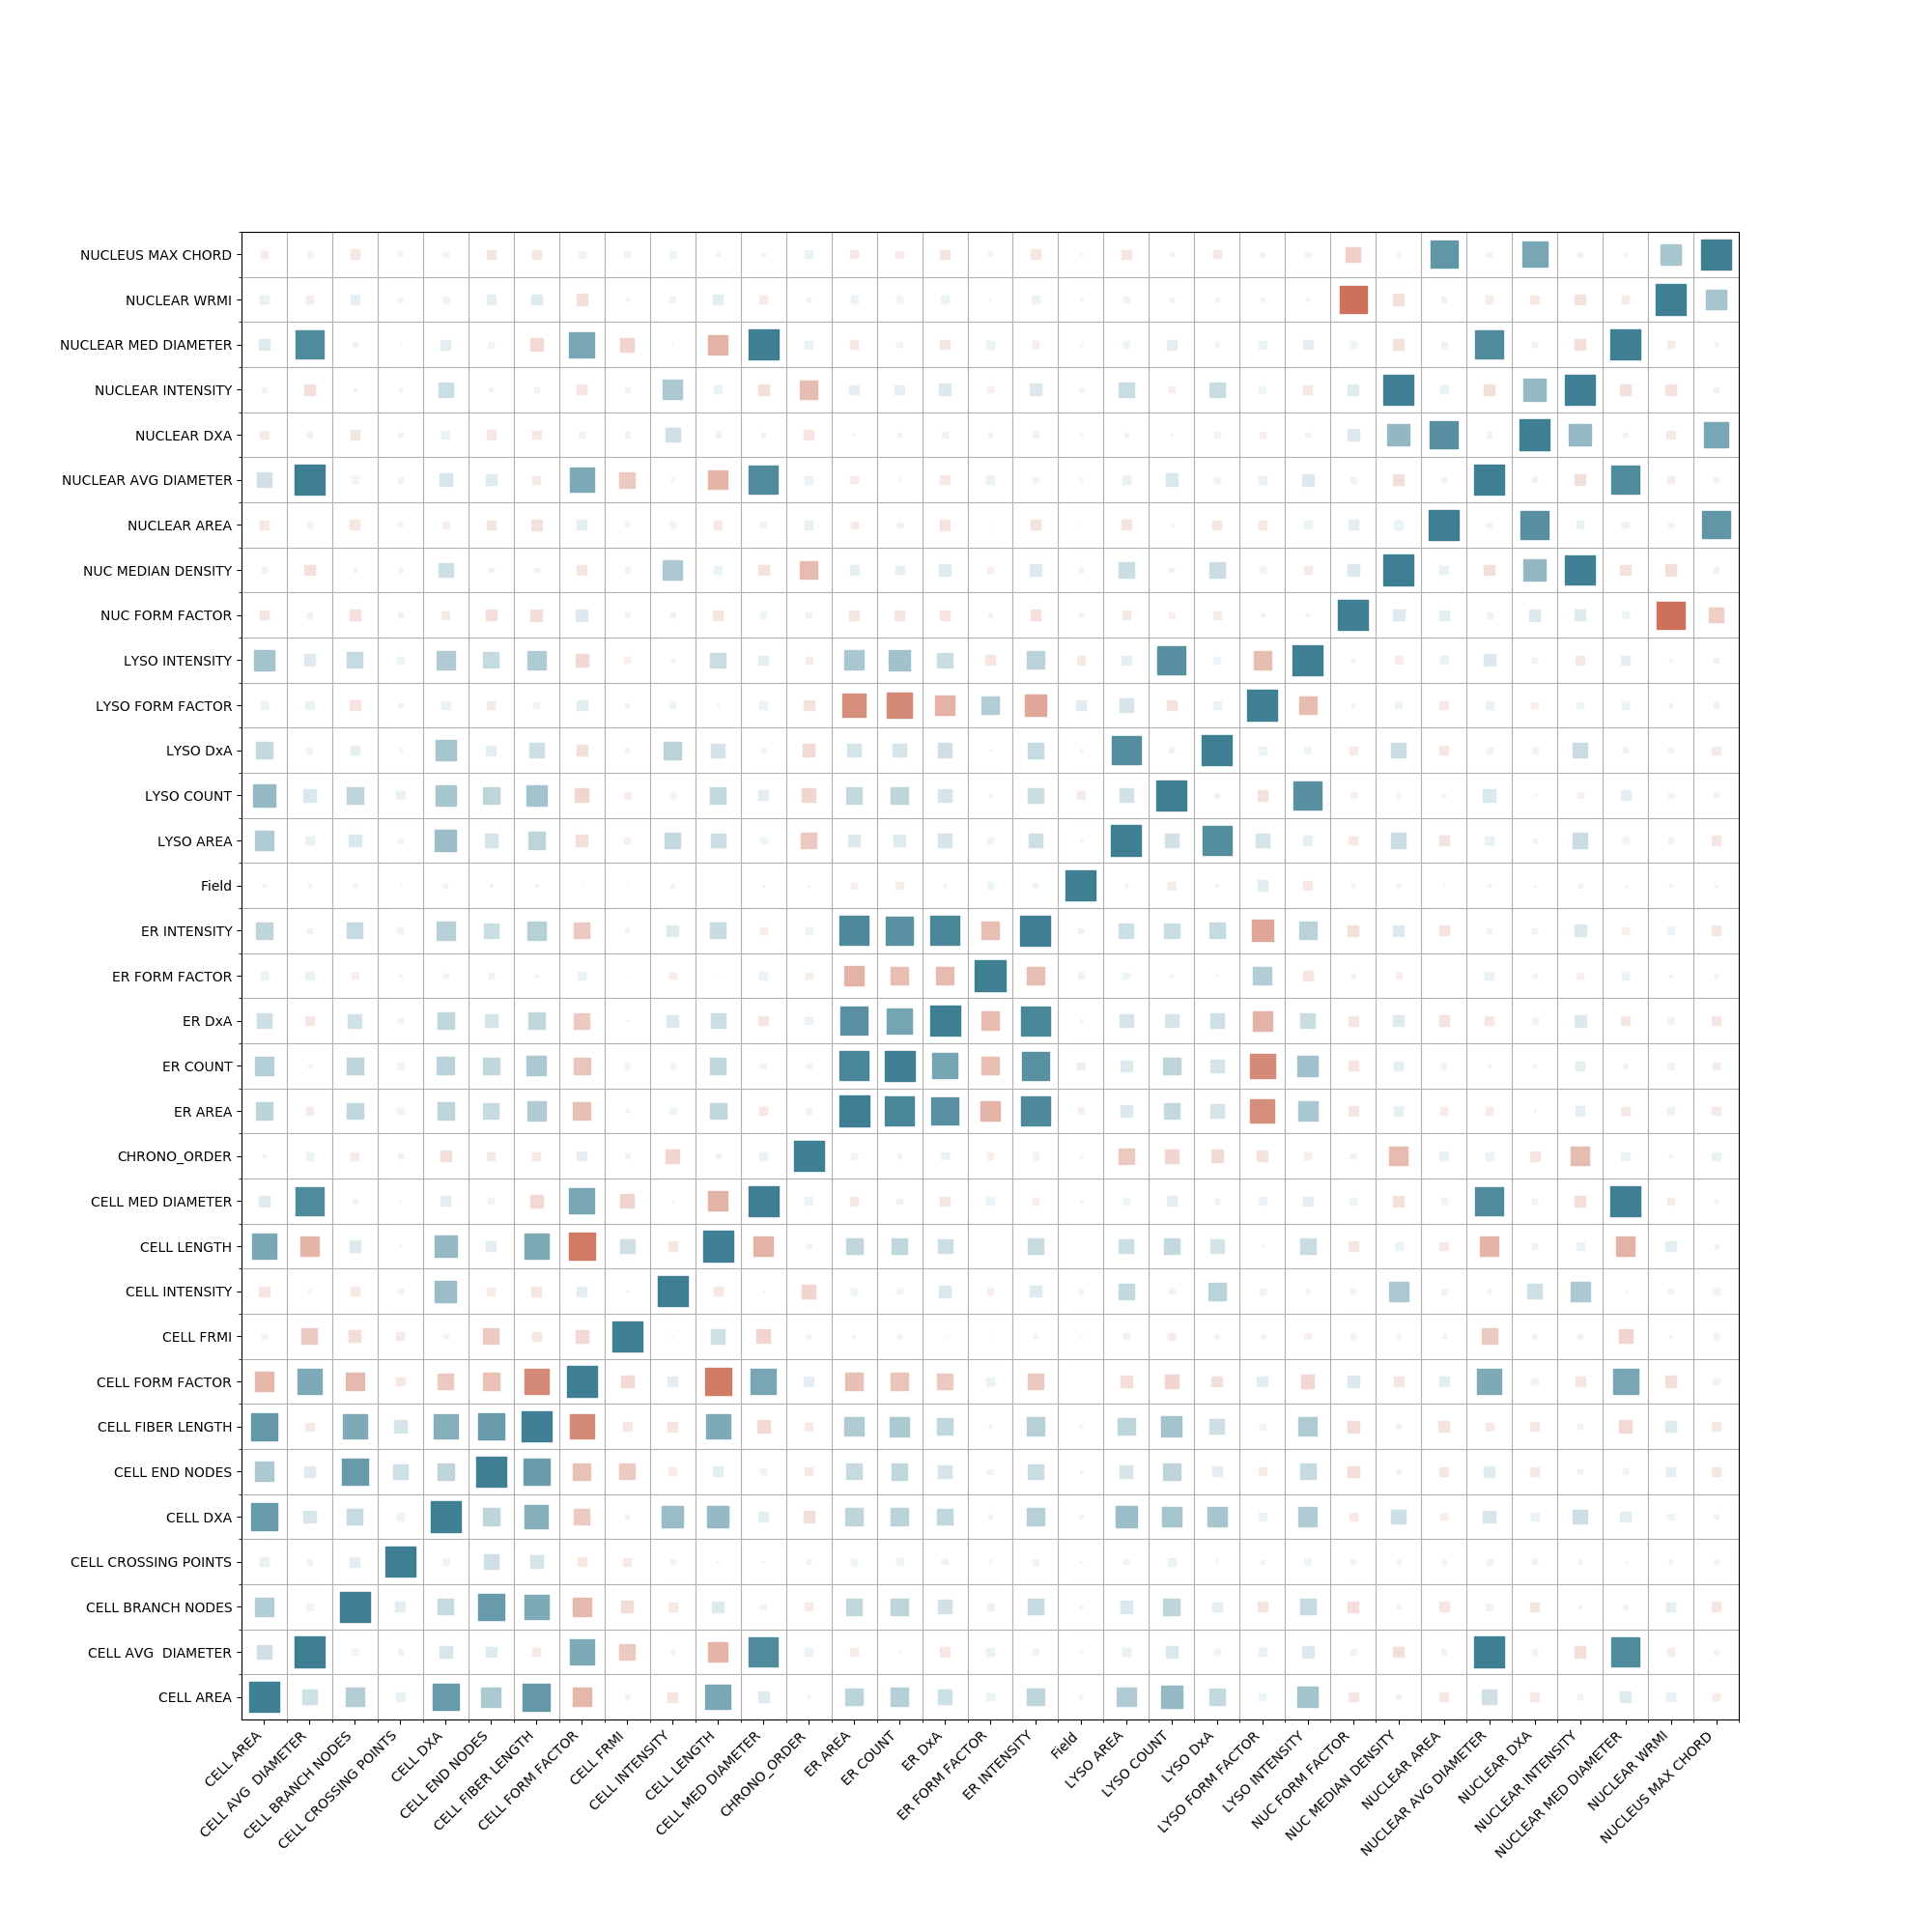 NUCLEUS MAX CHORD
NUCLEAR WRMI
NUCLEAR MED DIAMETER
NUCLEAR INTENSITY
NUCLEAR DXA
NUCLEAR AVG DIAMETER
NUCLEAR AREA
NUC MEDIAN DENSITY
NUC FORM FACTOR
LYSO INTENSITY
LYSO FORM FACTOR
LYSO DxA
LYSO COUNT
LYSO AREA
Field
ER INTENSITY
ER FORM FACTOR
ER DxA
ER COUNT
ER AREA
CHRONO_ORDER
CELL MED DIAMETER
CELL LENGTH
CELL INTENSITY
CELL FRMI
CELL FORM FACTOR
CELL FIBER LENGTH
CELL END NODES
CELL DXA
CELL CROSSING POINTS
CELL BRANCH NODES
CELL AVG  DIAMETER
CELL AREA
CELL AREA
CELL AVG  DIAMETER
CELL BRANCH NODES
CELL CROSSING POINTS
CELL DXA
CELL END NODES
CELL FIBER LENGTH
CELL FORM FACTOR
CELL FRMI
CELL INTENSITY
CELL LENGTH
CELL MED DIAMETER
CHRONO_ORDER
ER AREA
ER COUNT
ER DxA
ER FORM FACTOR
ER INTENSITY
Field
LYSO AREA
LYSO COUNT
LYSO DxA
LYSO FORM FACTOR
LYSO INTENSITY
NUC FORM FACTOR
NUC MEDIAN DENSITY
NUCLEAR AREA
NUCLEAR AVG DIAMETER
NUCLEAR DXA
NUCLEAR INTENSITY
NUCLEAR MED DIAMETER
NUCLEAR WRMI
NUCLEUS MAX CHORD